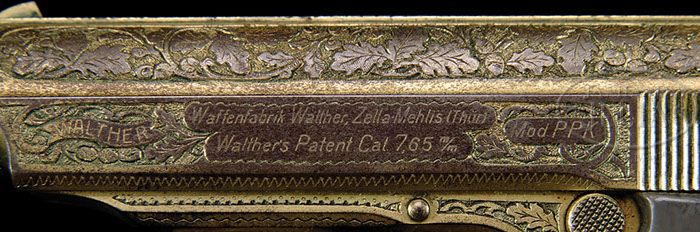 WALTHER
Waffenfabrik Walther, Zella-Mehlis (Thür)
Walther's Patent Cal. 7,65 m/m
Mod. PPK